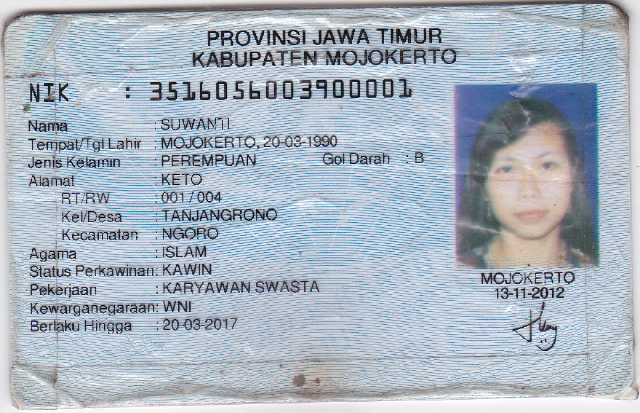 PROVINSI JAWA TIMUR
KABUPATEN MOJOKERTO
NIK : 3516056003900001
Nama : SUWANTI
Tempat/Tgl Lahir : MOJOKERTO, 20-03-1990
Jenis Kelamin : PEREMPUAN Gol Darah : B
Alamat : KETO
RT/RW : 001 / 004
Kel/Desa : TANJANGRONO
Kecamatan : NGORO
Agama : ISLAM
Status Perkawinan: KAWIN
Pekerjaan : KARYAWAN SWASTA
Kewarganegaraan: WNI
Berlaku Hingga : 20-03-2017
MOJOKERTO
13-11-2012